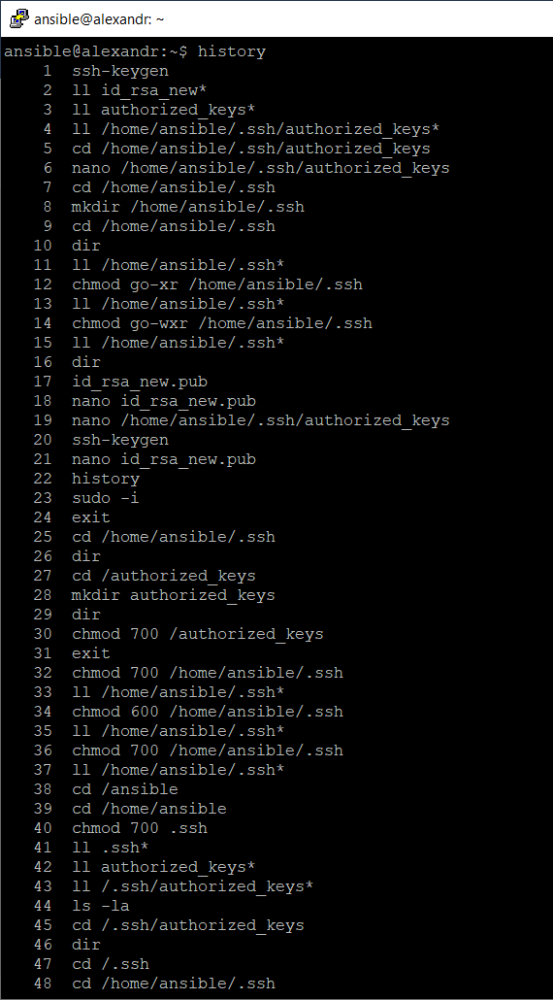 ansible@alexandr: ~
ansible@alexandr:~$ history
1 ssh-keygen
2 ll id_rsa_new*
3 ll authorized_keys*
4 ll /home/ansible/.ssh/authorized_keys*
5 cd /home/ansible/.ssh/authorized_keys
6 nano /home/ansible/.ssh/authorized_keys
7 cd /home/ansible/.ssh
8 mkdir /home/ansible/.ssh
9 cd /home/ansible/.ssh
10 dir
11 ll /home/ansible/.ssh*
12 chmod go-xr /home/ansible/.ssh
13 ll /home/ansible/.ssh*
14 chmod go-wxr /home/ansible/.ssh
15 ll /home/ansible/.ssh*
16 dir
17 id_rsa_new.pub
18 nano id_rsa_new.pub
19 nano /home/ansible/.ssh/authorized_keys
20 ssh-keygen
21 nano id_rsa_new.pub
22 history
23 sudo -i
24 exit
25 cd /home/ansible/.ssh
26 dir
27 cd /authorized_keys
28 mkdir authorized_keys
29 dir
30 chmod 700 /authorized_keys
31 exit
32 chmod 700 /home/ansible/.ssh
33 ll /home/ansible/.ssh*
34 chmod 600 /home/ansible/.ssh
35 ll /home/ansible/.ssh*
36 chmod 700 /home/ansible/.ssh
37 ll /home/ansible/.ssh*
38 cd /ansible
39 cd /home/ansible
40 chmod 700 .ssh
41 ll .ssh*
42 ll authorized_keys*
43 ll /.ssh/authorized_keys*
44 ls -la
45 cd /.ssh/authorized_keys
46 dir
47 cd /.ssh
48 cd /home/ansible/.ssh